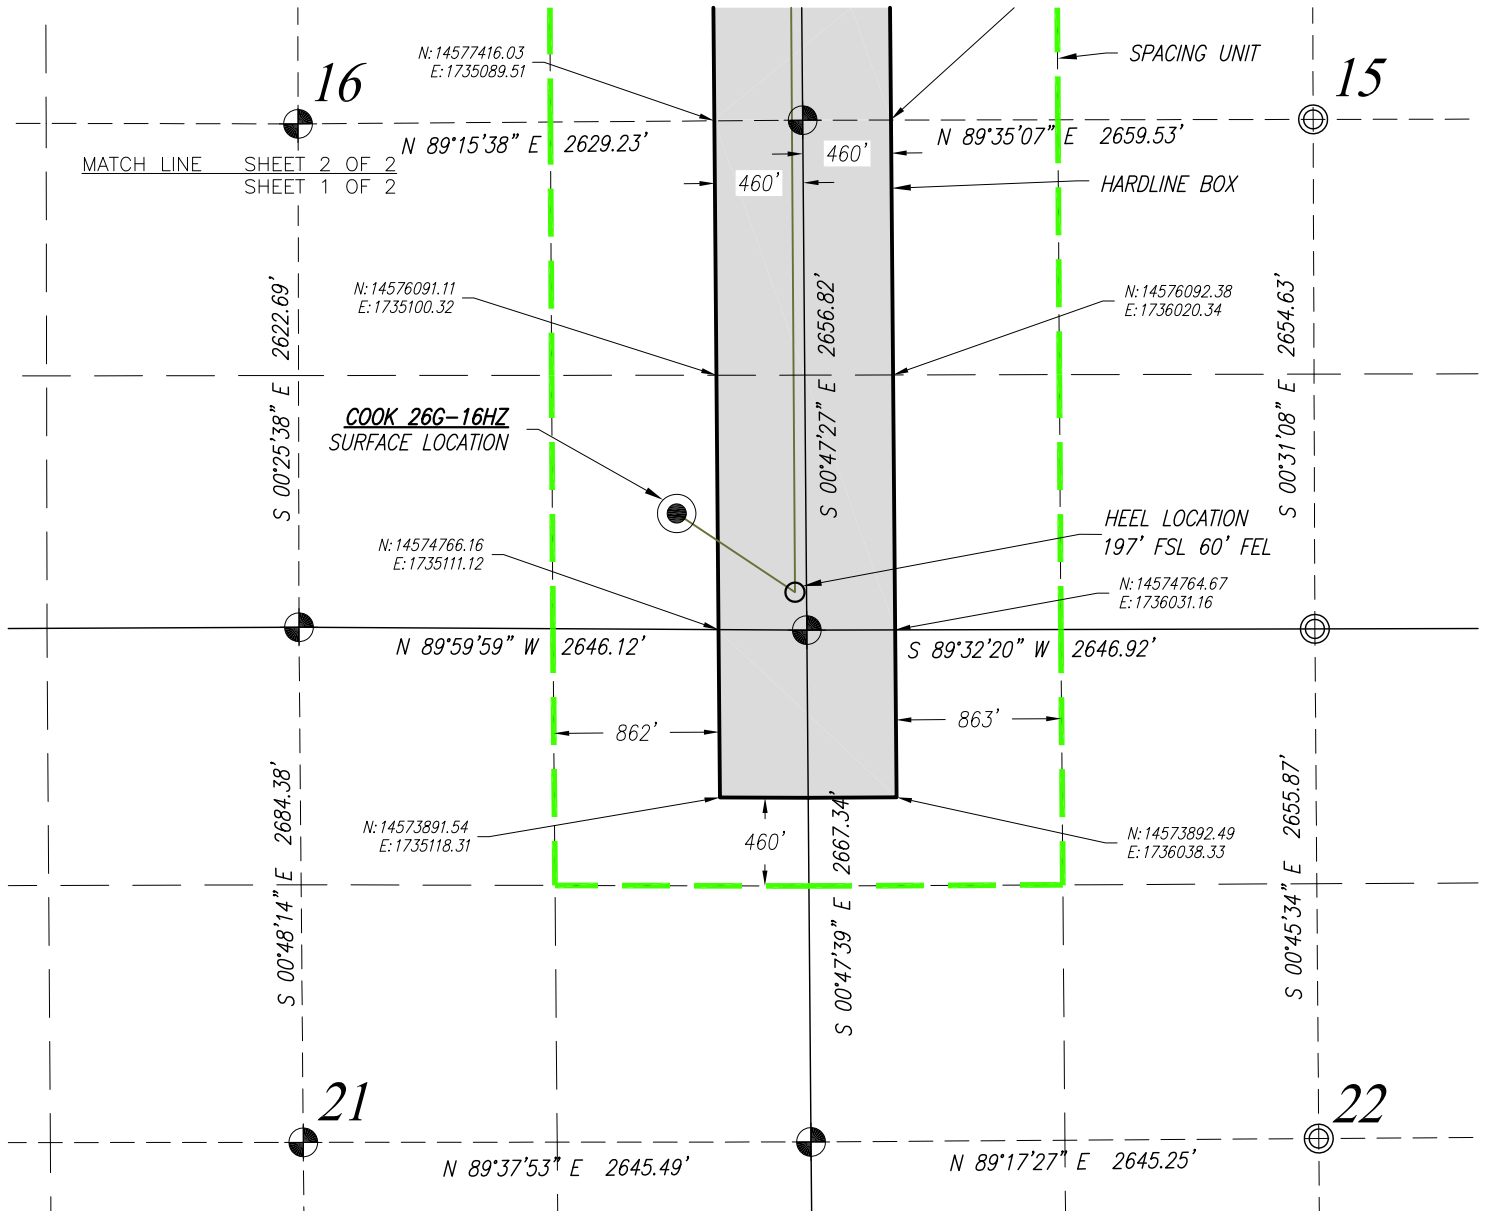 N:14577416.03
E:1735089.51
SPACING UNIT
16
15
N 89°15'38" E 2629.23'
N 89°35'07" E 2659.53'
460'
MATCH LINE SHEET 2 OF 2
SHEET 1 OF 2
460'
HARDLINE BOX
S 00°25'38" E 2622.69'
N:14576091.11
E:1735100.32
S 00°47'27" E 2656.82'
N:14576092.38
E:1736020.34
S 00°31'08" E 2654.63'
COOK 26G-16HZ
SURFACE LOCATION
HEEL LOCATION
197' FSL 60' FEL
N:14574766.16
E:1735111.12
N:14574764.67
E:1736031.16
N 89°59'59" W 2646.12'
S 89°32'20" W 2646.92'
862'
863'
S 00°48'14" E 2684.38'
N:14573891.54
E:1735118.31
460'
S 00°47'39" E 2667.34'
N:14573892.49
E:1736038.33
S 00°45'34" E 2655.87'
21
22
N 89°37'53" E 2645.49'
N 89°17'27" E 2645.25'